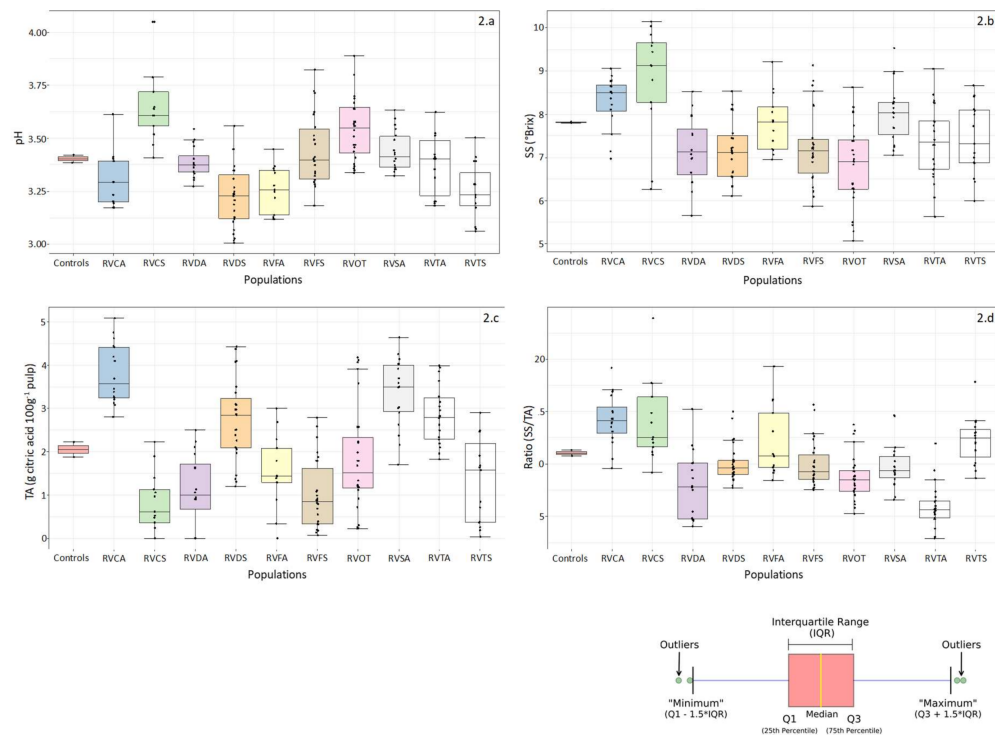 2.a
4.00
3.75
3.50
3.25
3.00
pH
Controls RVCA RVCS RVDA RVDS RVFA RVFS RVOT RVSA RVTA RVTS
Populations
2.b
10
9
8
7
6
5
SS (°Brix)
Controls RVCA RVCS RVDA RVDS RVFA RVFS RVOT RVSA RVTA RVTS
Populations
2.c
5
4
3
2
1
0
TA (g citric acid 100g⁻¹ pulp)
Controls RVCA RVCS RVDA RVDS RVFA RVFS RVOT RVSA RVTA RVTS
Populations
2.d
20
5
0
5
Ratio (SS/TA)
Controls RVCA RVCS RVDA RVDS RVFA RVFS RVOT RVSA RVTA RVTS
Populations
Interquartile Range
(IQR)
Outliers Outliers
"Minimum" "Maximum"
(Q1 - 1.5*IQR) (Q3 + 1.5*IQR)
Q1 Median Q3
(25th Percentile) (75th Percentile)